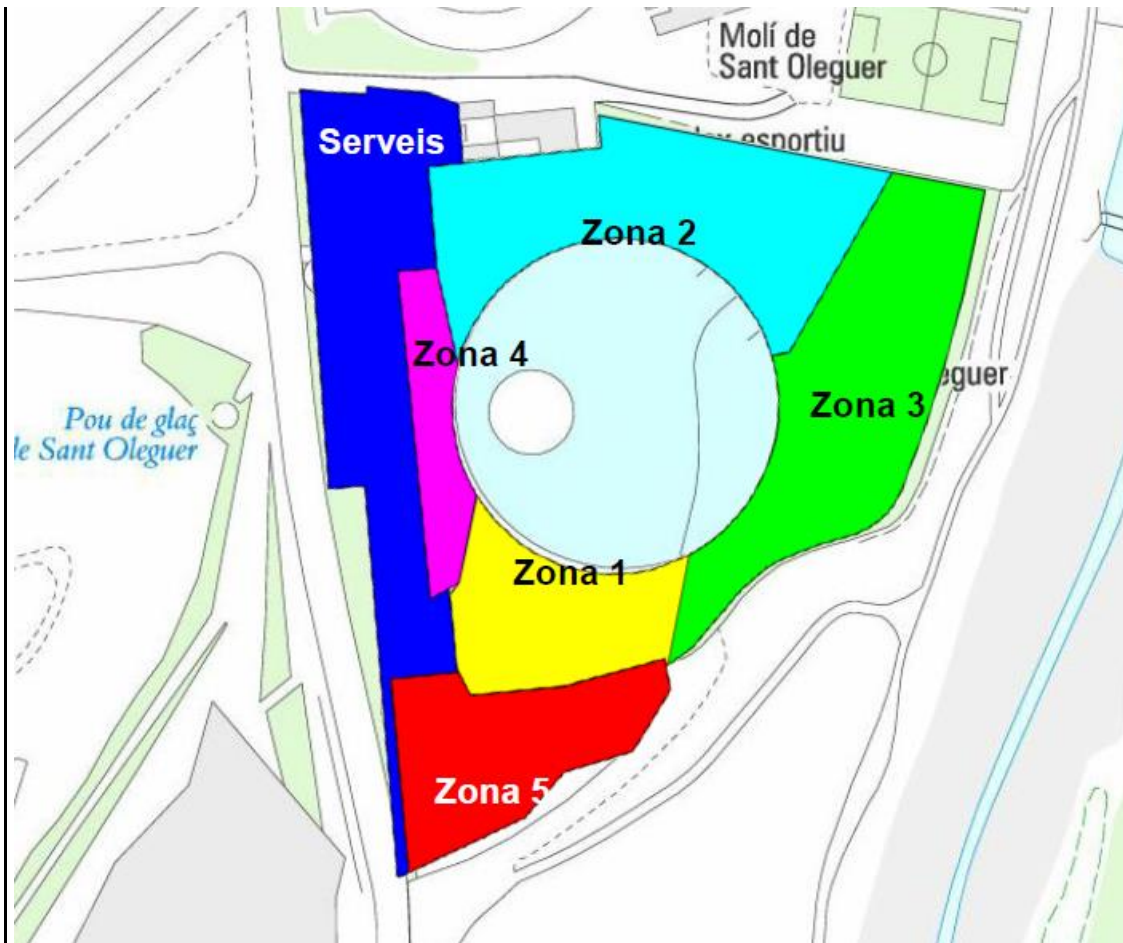 Molí de
Sant Oleguer
esportiu
Serveis
Zona 2
Zona 4
Zona 3
Pou de glaç
de Sant Oleguer
Zona 1
Zona 5